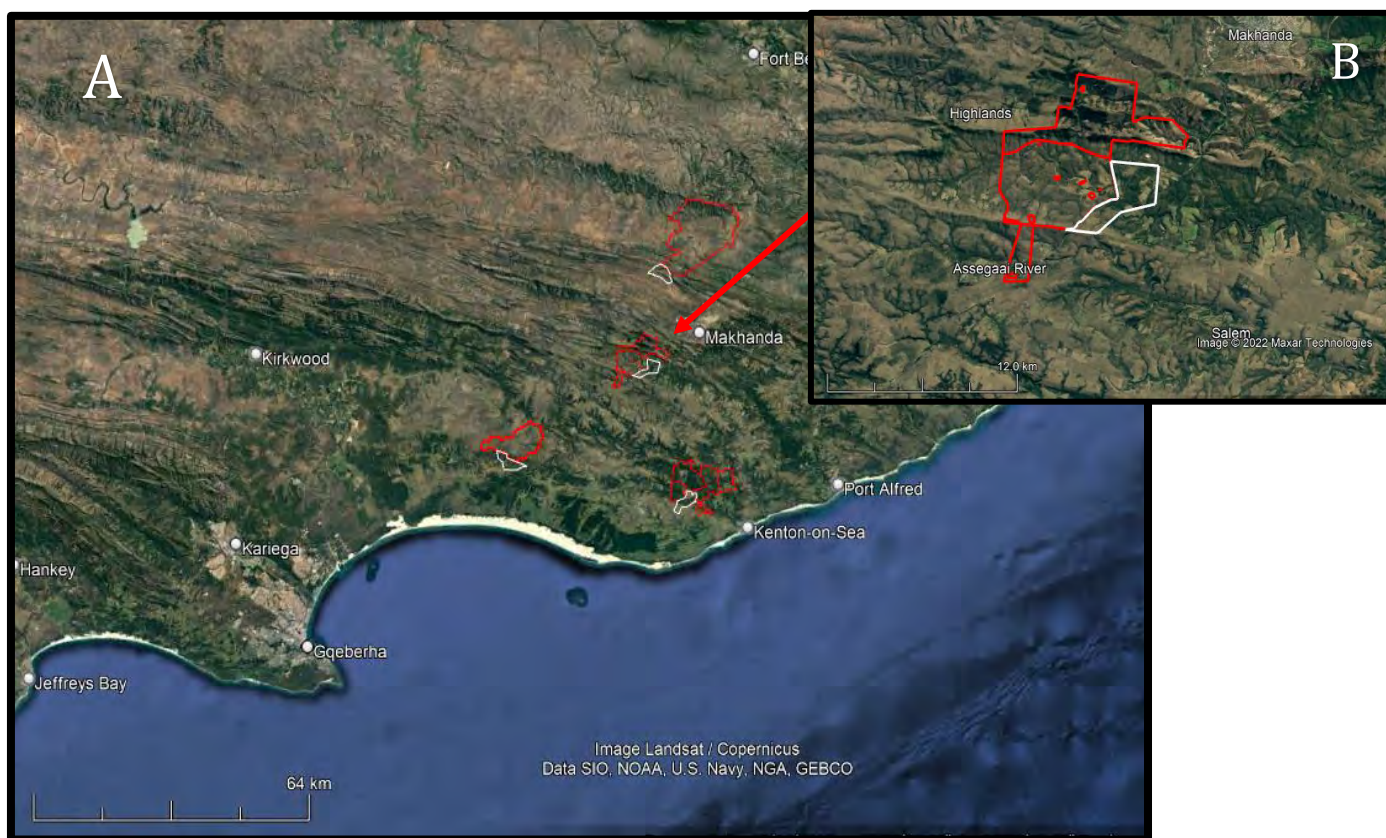 A
Fort Be
Makhanda
Kirkwood
Port Alfred
Kenton-on-Sea
Kariega
Hankey
Gqeberha
Jeffreys Bay
Image Landsat / Copernicus
Data SIO, NOAA, U.S. Navy, NGA, GEBCO
64 km
B
Makhanda
Highlands
Assegaai River
Salem
Image © 2022 Maxar Technologies
12.0 km